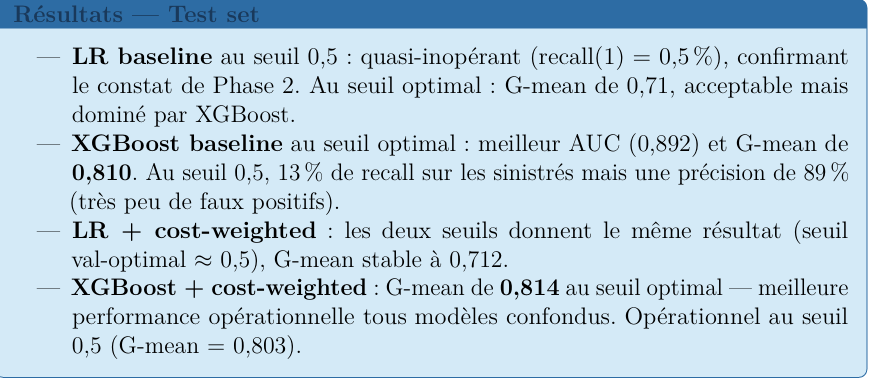 Résultats — Test set
— LR baseline au seuil 0,5 : quasi-inopérant (recall(1) = 0,5 %), confirmant
le constat de Phase 2. Au seuil optimal : G-mean de 0,71, acceptable mais
dominé par XGBoost.
— XGBoost baseline au seuil optimal : meilleur AUC (0,892) et G-mean de
0,810. Au seuil 0,5, 13 % de recall sur les sinistrés mais une précision de 89 %
(très peu de faux positifs).
— LR + cost-weighted : les deux seuils donnent le même résultat (seuil
val-optimal ≈ 0,5), G-mean stable à 0,712.
— XGBoost + cost-weighted : G-mean de 0,814 au seuil optimal — meilleure
performance opérationnelle tous modèles confondus. Opérationnel au seuil
0,5 (G-mean = 0,803).